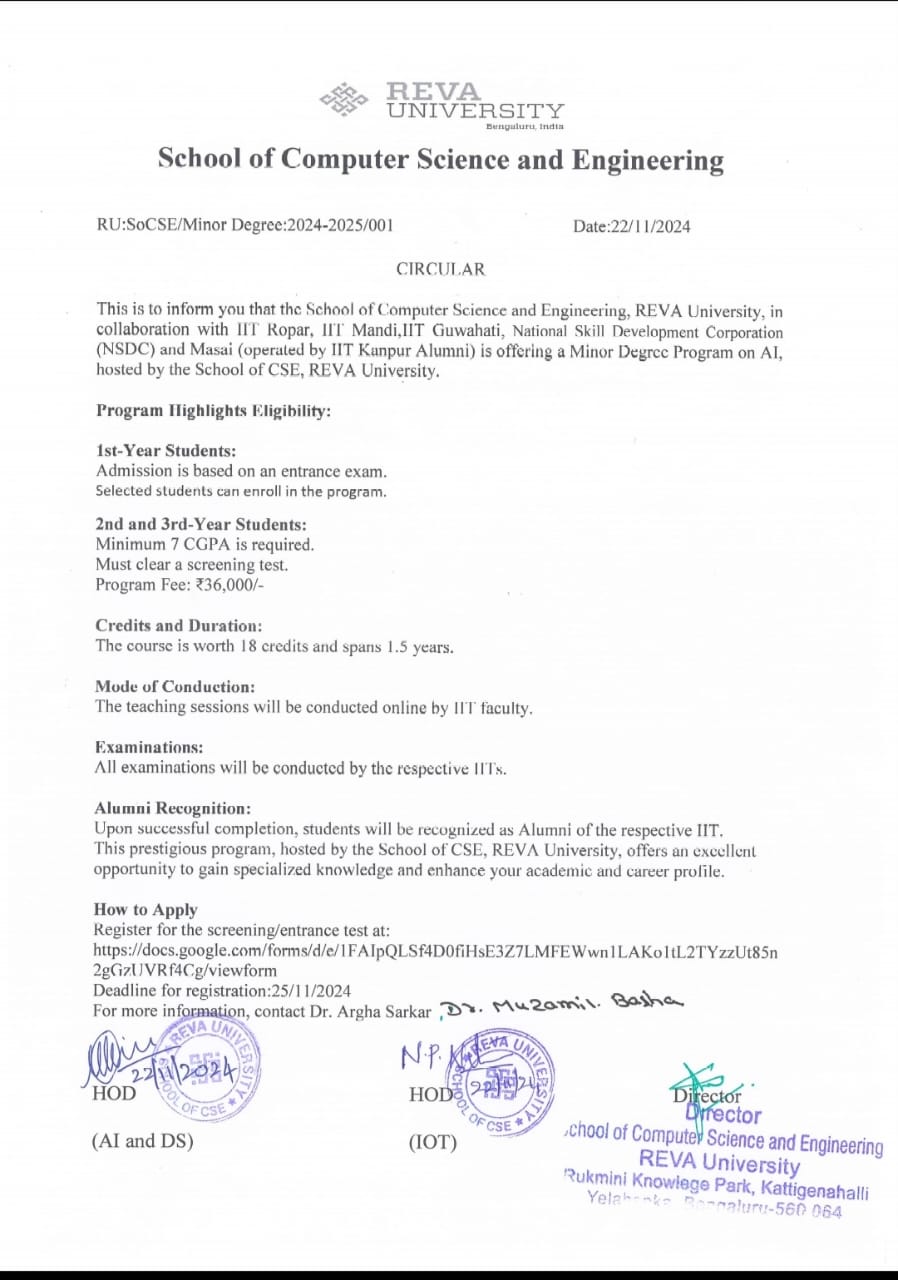 REVA
UNIVERSITY
Bengaluru, India
School of Computer Science and Engineering
RU:SoCSE/Minor Degree:2024-2025/001 Date:22/11/2024
CIRCULAR
This is to inform you that the School of Computer Science and Engineering, REVA University, in
collaboration with IIT Ropar, IIT Mandi,IIT Guwahati, National Skill Development Corporation
(NSDC) and Masai (operated by IIT Kanpur Alumni) is offering a Minor Degree Program on AI,
hosted by the School of CSE, REVA University.
Program Highlights Eligibility:
1st-Year Students:
Admission is based on an entrance exam.
Selected students can enroll in the program.
2nd and 3rd-Year Students:
Minimum 7 CGPA is required.
Must clear a screening test.
Program Fee: ₹36,000/-
Credits and Duration:
The course is worth 18 credits and spans 1.5 years.
Mode of Conduction:
The teaching sessions will be conducted online by IIT faculty.
Examinations:
All examinations will be conducted by the respective IITs.
Alumni Recognition:
Upon successful completion, students will be recognized as Alumni of the respective IIT.
This prestigious program, hosted by the School of CSE, REVA University, offers an excellent
opportunity to gain specialized knowledge and enhance your academic and career profile.
How to Apply
Register for the screening/entrance test at:
https://docs.google.com/forms/d/e/1FAIpQLSf4D0fiHsE3Z7LMFEWwn1LAKo1tL2TYzzUt85n
2gGzUVRf4Cg/viewform
Deadline for registration:25/11/2024
For more information, contact Dr. Argha Sarkar , Dr. Muzamil. Basha
REVA UNIVERSITY
SCHOOL OF CSE
22/11/2024
HOD
(AI and DS)
REVA UNIVERSITY
SCHOOL OF CSE
HOD
(IOT)
Director
Director
School of Computer Science and Engineering
REVA University
Rukmini Knowlege Park, Kattigenahalli
Yelahanka, Bengaluru-560 064